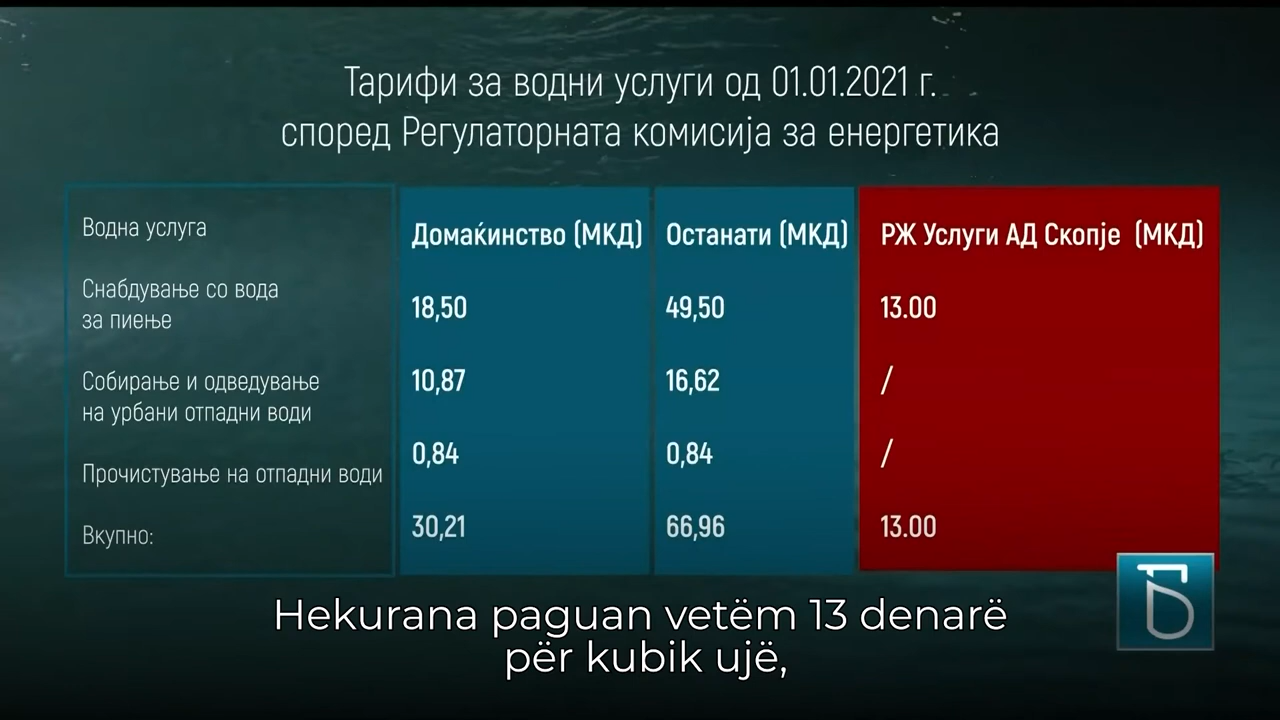 Тарифи за водни услуги од 01.01.2021 г.
според Регулаторната комисија за енергетика
Водна услуга
Домаќинство (МКД)
Останати (МКД)
РЖ Услуги АД Скопје (МКД)
Снабдување со вода
за пиење
18,50
49,50
13.00
Собирање и одведување
на урбани отпадни води
10,87
16,62
/
Прочистување на отпадни води
0,84
0,84
/
Вкупно:
30,21
66,96
13.00
Hekurana paguan vetëm 13 denarë
për kubik ujë,